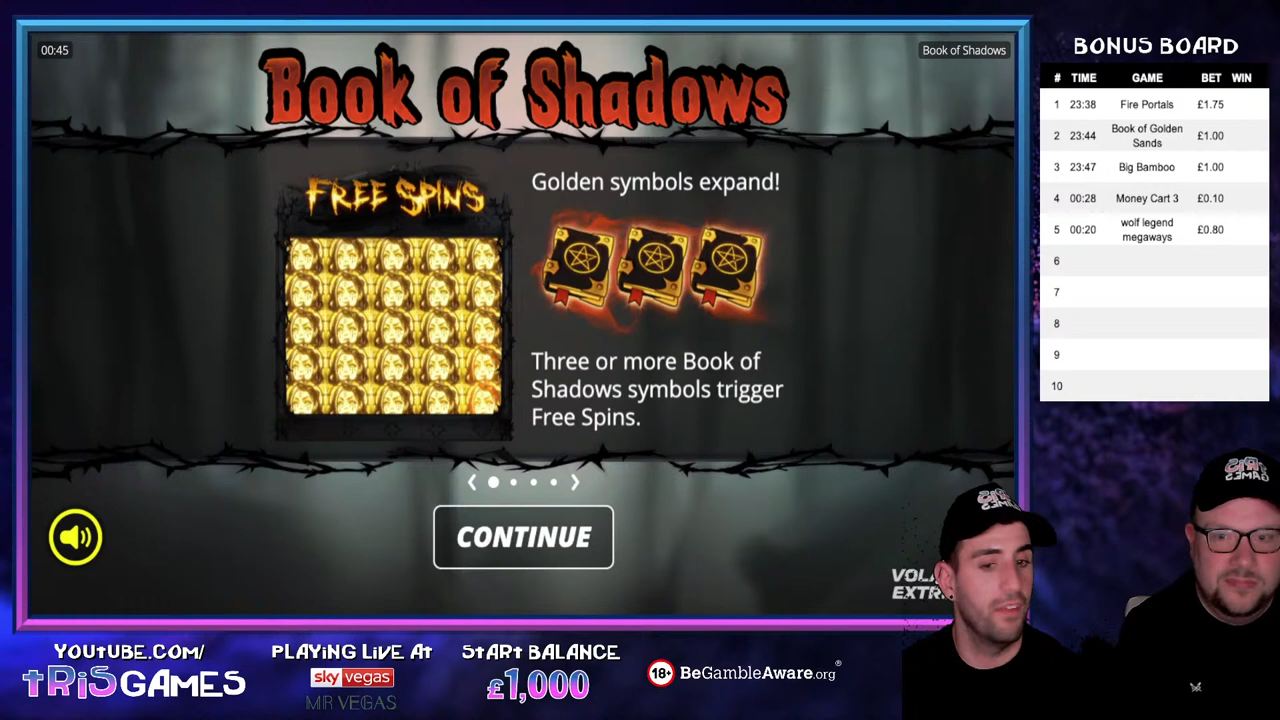 00:45
Book of Shadows
Book of Shadows
FREE SPINS
Golden symbols expand!
Three or more Book of
Shadows symbols trigger
Free Spins.
CONTINUE
BONUS BOARD
# TIME GAME BET WIN
1 23:38 Fire Portals £1.75
2 23:44 Book of Golden Sands £1.00
3 23:47 Big Bamboo £1.00
4 00:28 Money Cart 3 £0.10
5 00:20 wolf legend megaways £0.80
6
7
8
9
10
TRIS
GAMES
TRIS
GAMES
YOUTUBE.COM/
TRISGAMES
PLAYING LIVE AT
sky vegas
MR VEGAS
START BALANCE
£1,000
18+ BeGambleAware.org®